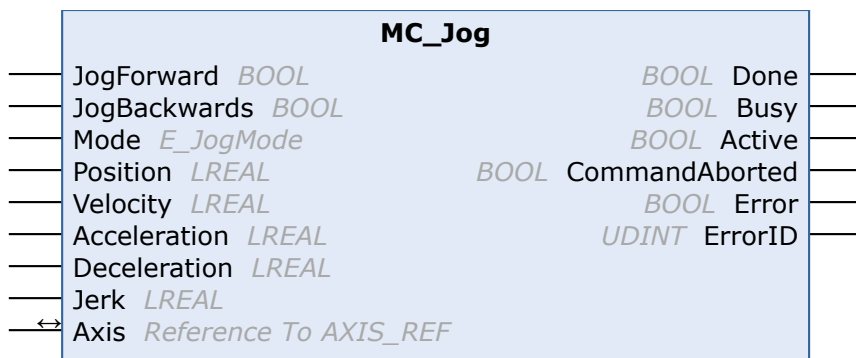 MC_Jog
JogForward BOOL BOOL Done
JogBackwards BOOL BOOL Busy
Mode E_JogMode BOOL Active
Position LREAL BOOL CommandAborted
Velocity LREAL BOOL Error
Acceleration LREAL UDINT ErrorID
Deceleration LREAL
Jerk LREAL
↔ Axis Reference To AXIS_REF